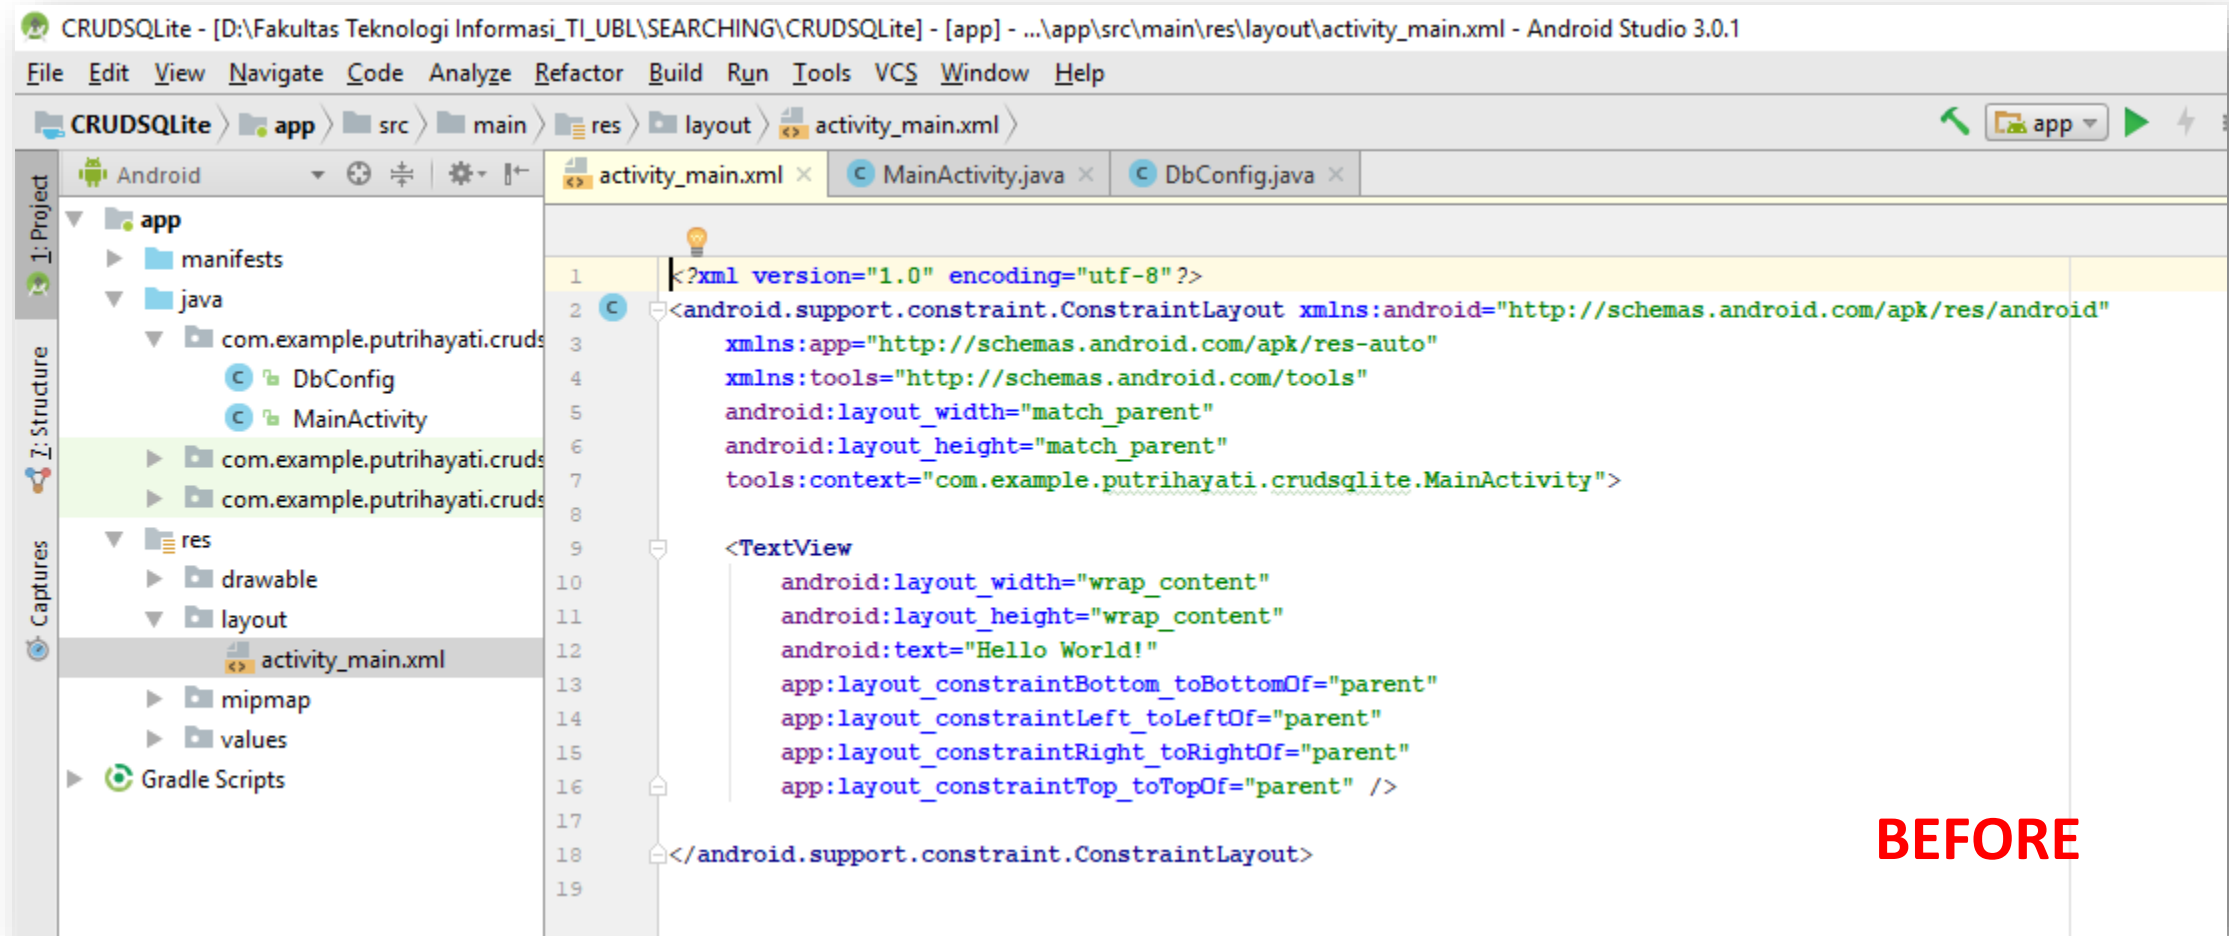 CRUDSQLite - [D:\Fakultas Teknologi Informasi_TI_UBL\SEARCHING\CRUDSQLite] - [app] - ...\app\src\main\res\layout\activity_main.xml - Android Studio 3.0.1
File Edit View Navigate Code Analyze Refactor Build Run Tools VCS Window Help
CRUDSQLite app src main res layout activity_main.xml app
Android
activity_main.xml MainActivity.java DbConfig.java
1: Project
7: Structure
Captures
app
manifests
java
com.example.putrihayati.cruds
DbConfig
MainActivity
com.example.putrihayati.cruds
com.example.putrihayati.cruds
res
drawable
layout
activity_main.xml
mipmap
values
Gradle Scripts
1 <?xml version="1.0" encoding="utf-8"?>
2 <android.support.constraint.ConstraintLayout xmlns:android="http://schemas.android.com/apk/res/android"
3 xmlns:app="http://schemas.android.com/apk/res-auto"
4 xmlns:tools="http://schemas.android.com/tools"
5 android:layout_width="match_parent"
6 android:layout_height="match_parent"
7 tools:context="com.example.putrihayati.crudsqlite.MainActivity">
8
9 <TextView
10 android:layout_width="wrap_content"
11 android:layout_height="wrap_content"
12 android:text="Hello World!"
13 app:layout_constraintBottom_toBottomOf="parent"
14 app:layout_constraintLeft_toLeftOf="parent"
15 app:layout_constraintRight_toRightOf="parent"
16 app:layout_constraintTop_toTopOf="parent" />
17
18 </android.support.constraint.ConstraintLayout>
19
BEFORE